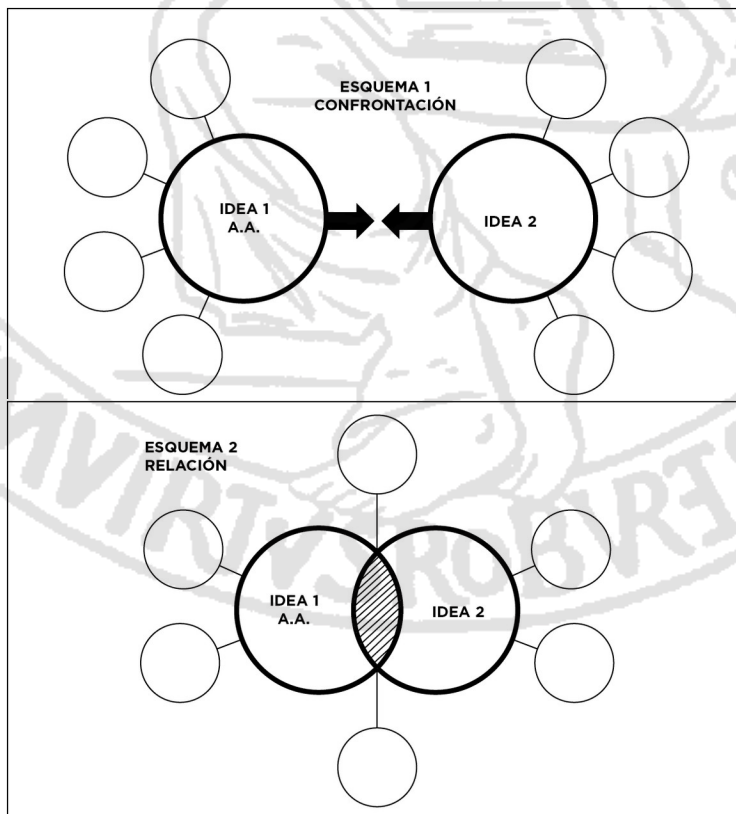 ESQUEMA 1
CONFRONTACIÓN
IDEA 1
A.A.
IDEA 2
ESQUEMA 2
RELACIÓN
IDEA 1
A.A.
IDEA 2